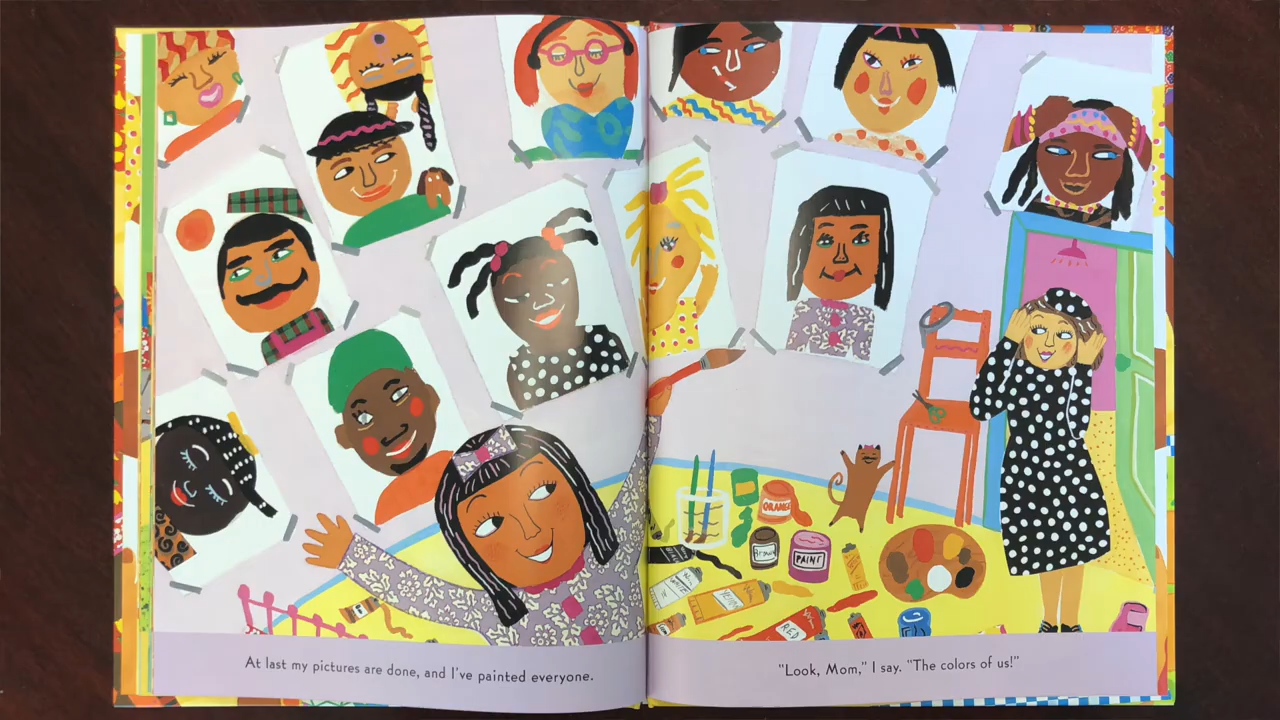 At last my pictures are done, and I've painted everyone.
"Look, Mom," I say. "The colors of us!"
ORANGE
Brown
PAINT
WHITE
RED